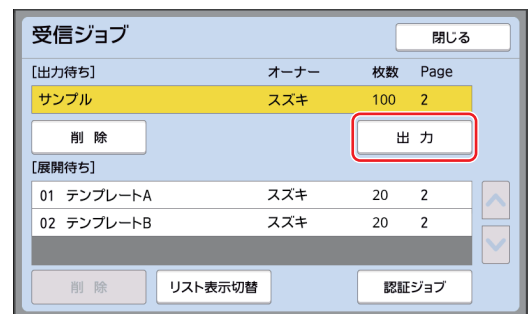 受信ジョブ 閉じる
[出力待ち] オーナー 枚数 Page
サンプル スズキ 100 2
削 除 出 力
[展開待ち]
01 テンプレートA スズキ 20 2
02 テンプレートB スズキ 20 2
削 除 リスト表示切替 認証ジョブ